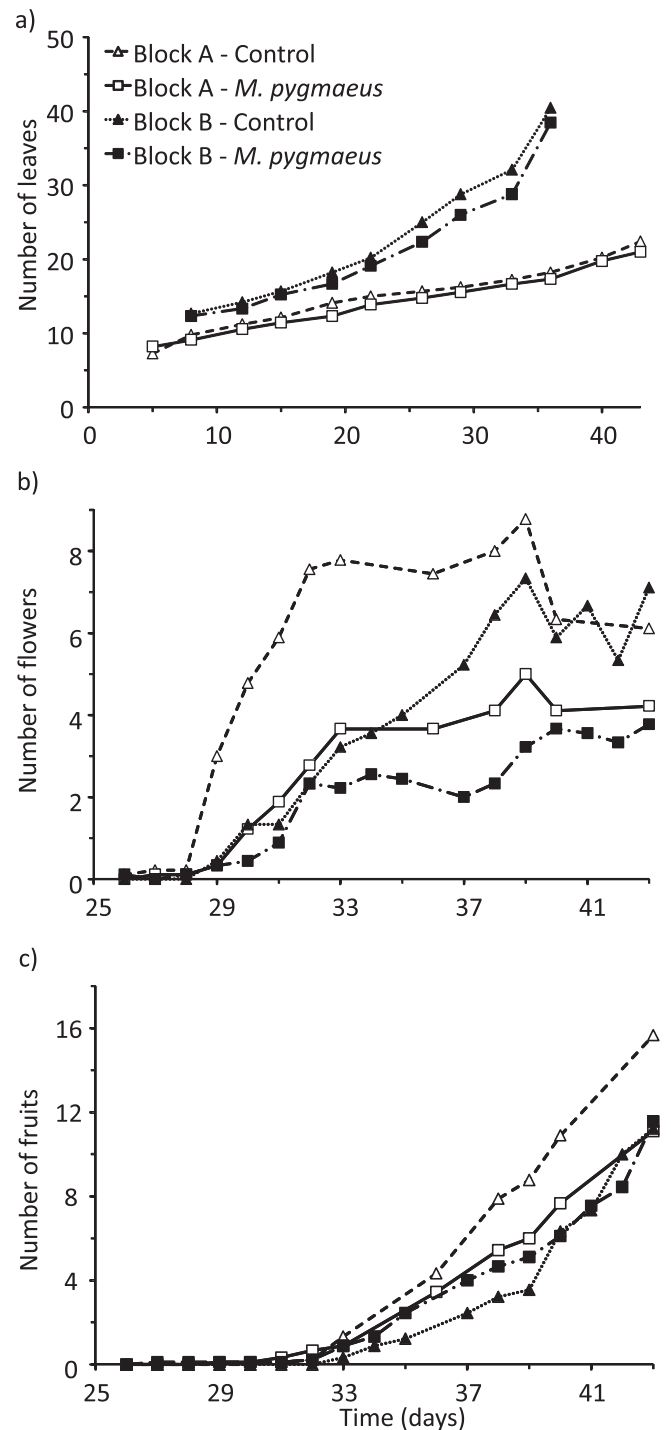 a)
Number of leaves
50
40
30
20
10
0
Block A - Control
Block A - M. pygmaeus
Block B - Control
Block B - M. pygmaeus
0 10 20 30 40
b)
Number of flowers
8
6
4
2
0
25 29 33 37 41
c)
Number of fruits
16
12
8
4
0
25 29 33 37 41
Time (days)